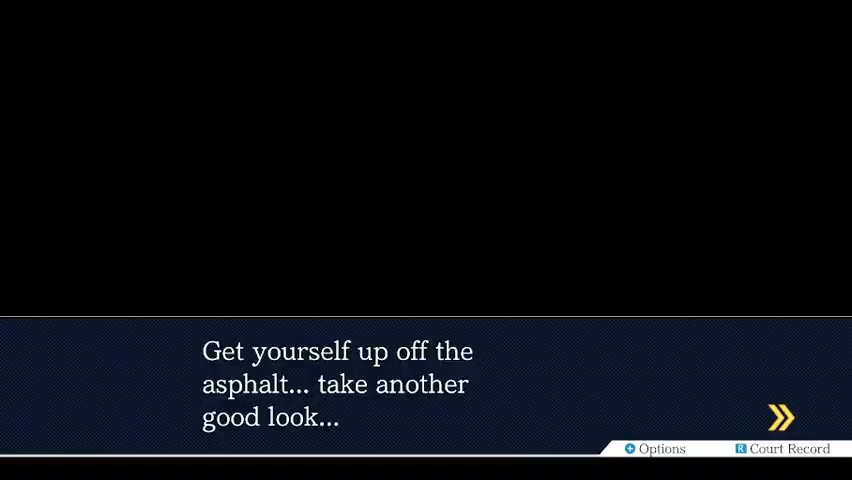 Get yourself up off the
asphalt... take another
good look...
+ Options
R Court Record